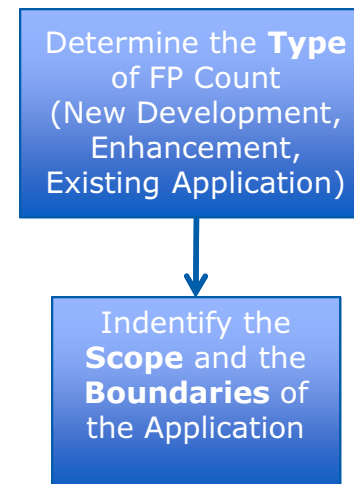 Determine the Type
of FP Count
(New Development,
Enhancement,
Existing Application)
Indentify the
Scope and the
Boundaries of
the Application